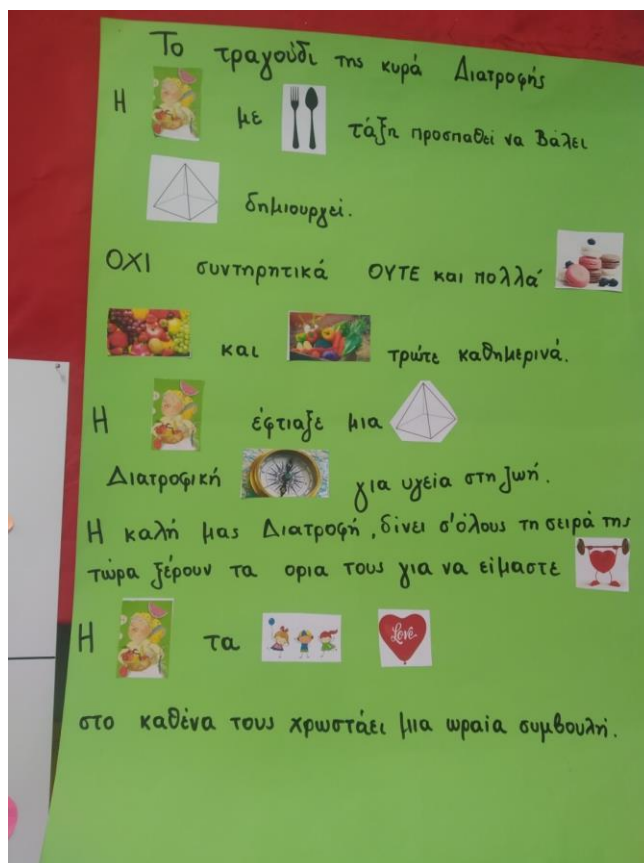 Το τραγούδι της κυρά Διατροφής
Η με τάξη προσπαθεί να βάλει
δημιουργεί.
ΟΧΙ συντηρητικά ΟΥΤΕ και πολλά
και τρώτε καθημερινά.
Η έφτιαξε μια
Διατροφική για υγεία στη ζωή.
Η καλή μας Διατροφή, δίνει σ'όλους τη σειρά της
τώρα ξέρουν τα ορια τους για να είμαστε
Η τα Love
στο καθένα τους χρωστάει μια ωραία συμβουλή.